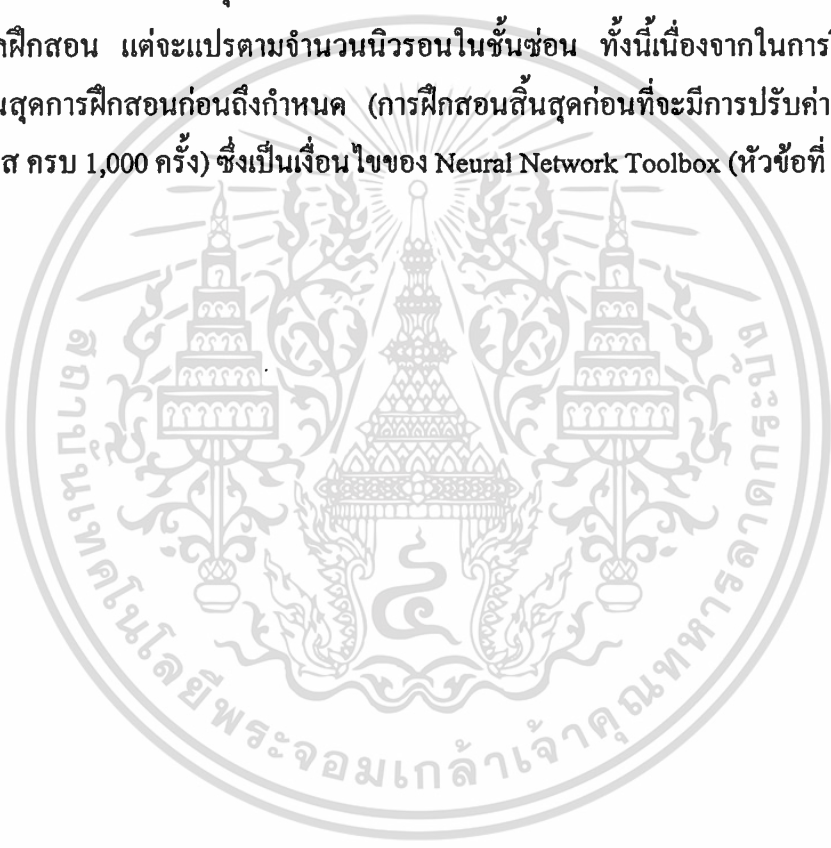 กฝึกสอน แต่จะแปรตามจำนวนนิวรอนในชั้นซ่อน ทั้งนี้เนื่องจากในการ
นสุดการฝึกสอนก่อนถึงกำหนด (การฝึกสอนสิ้นสุดก่อนที่จะมีการปรับค่า
ส ครบ 1,000 ครั้ง) ซึ่งเป็นเงื่อนไขของ Neural Network Toolbox (หัวข้อที่
สถาบันเทคโนโลยีพระจอมเกล้าเจ้าคุณทหารลาดกระบัง